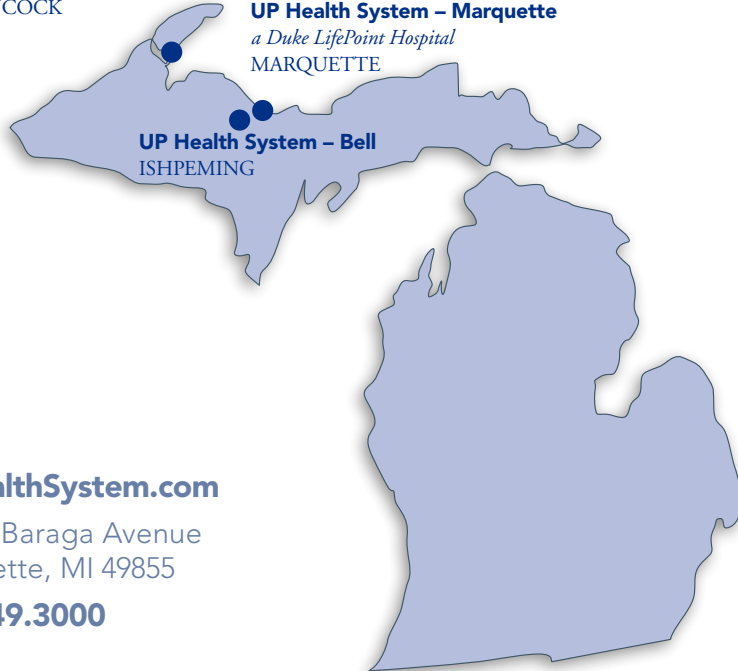 COCK
UP Health System – Marquette
a Duke LifePoint Hospital
MARQUETTE
UP Health System – Bell
ISHPEMING
althSystem.com
Baraga Avenue
ette, MI 49855
49.3000